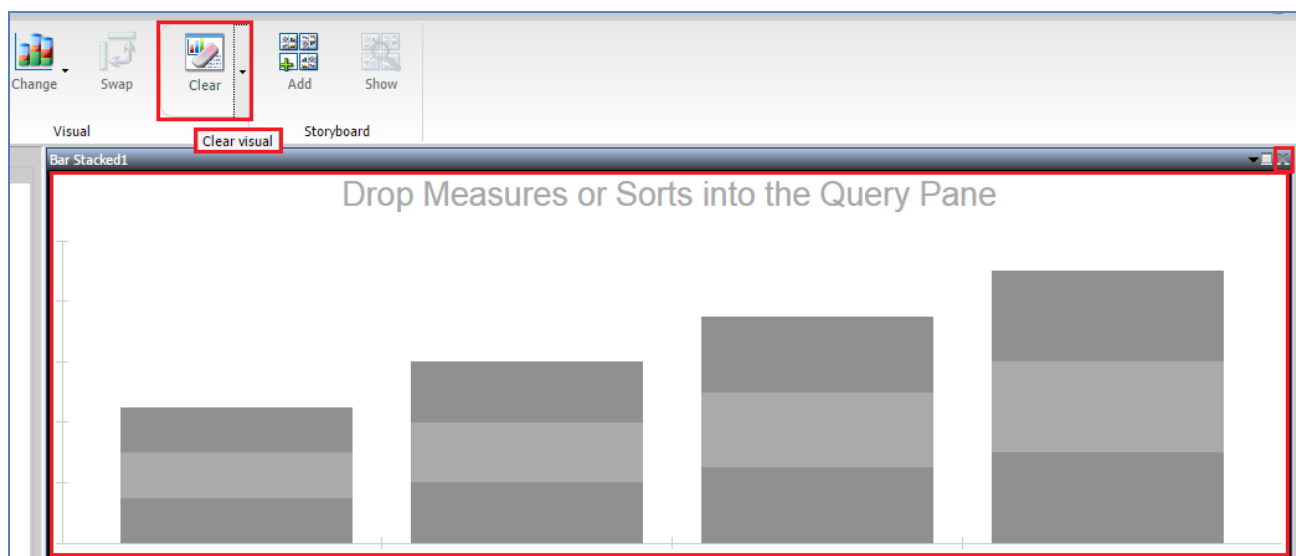 Change Swap Clear Add Show
Visual Storyboard
Clear visual
Bar Stacked1
Drop Measures or Sorts into the Query Pane